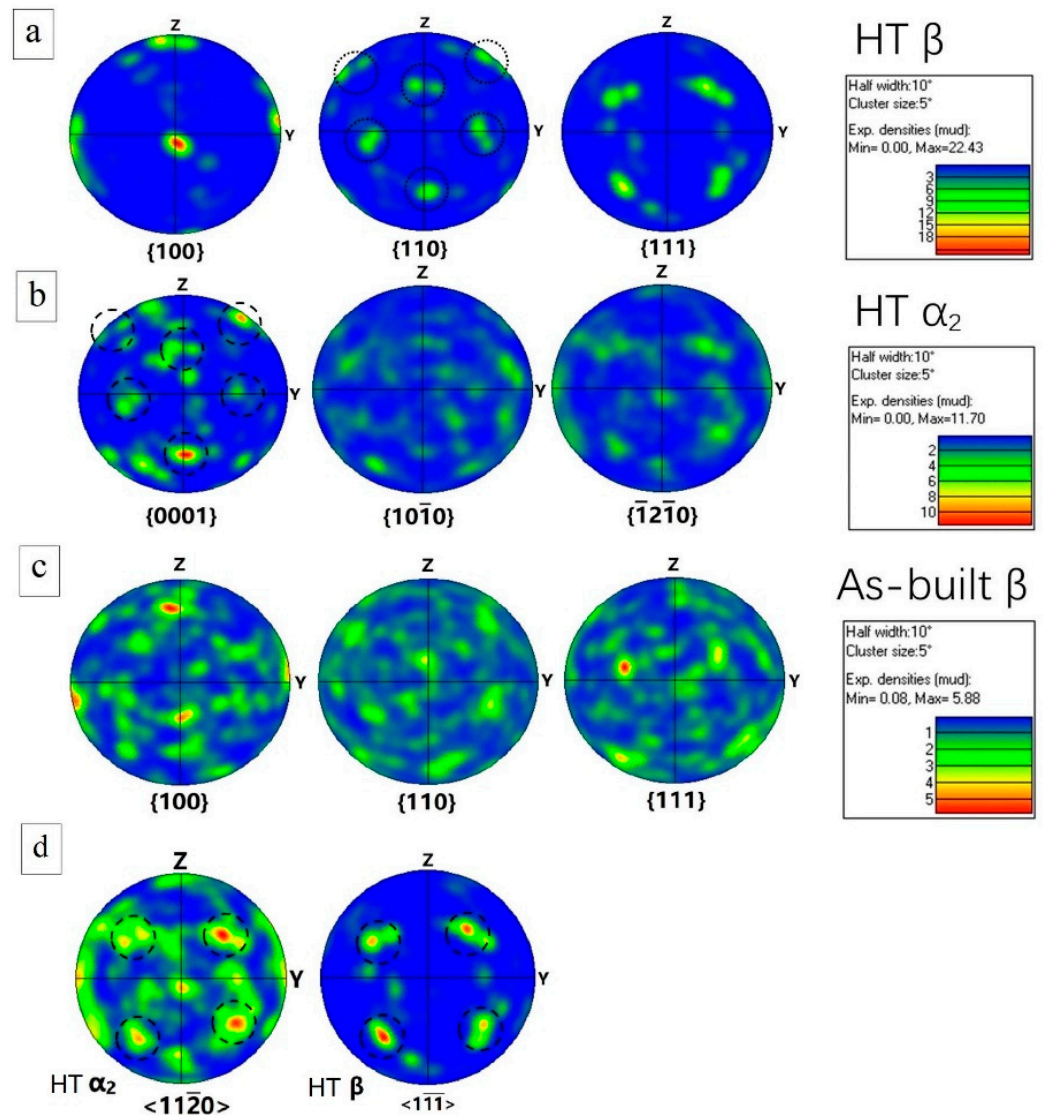 a
Z
Y
{100}
Z
Y
{110}
Z
Y
{111}
HT β
Half width:10°
Cluster size:5°
Exp. densities (mud):
Min= 0.00, Max=22.43
3
6
9
12
15
18
b
Z
Y
{0001}
Z
Y
{101̅0}
Z
Y
{1̅21̅0}
HT α₂
Half width:10°
Cluster size:5°
Exp. densities (mud):
Min= 0.00, Max=11.70
2
4
6
8
10
c
Z
Y
{100}
Z
Y
{110}
Z
Y
{111}
As-built β
Half width:10°
Cluster size:5°
Exp. densities (mud):
Min= 0.08, Max= 5.88
1
2
3
4
5
d
Z
Y
HT α₂
<112̅0>
Z
Y
HT β
<11̅1̅>